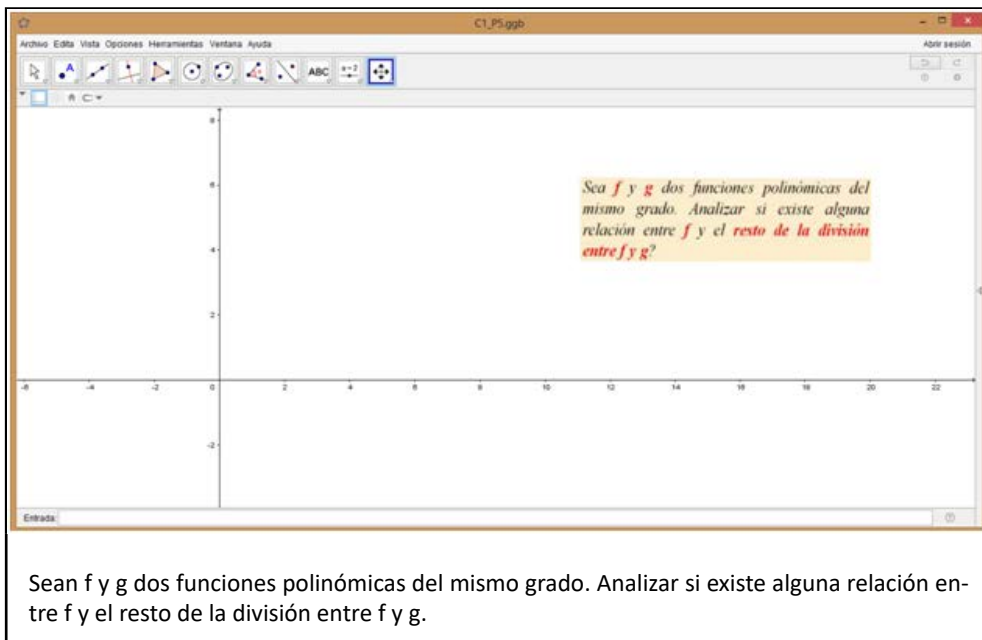 C1_P5.ggb
Archivo Edita Vista Opciones Herramientas Ventana Ayuda
Abrir sesión
A
ABC
a=2
8
Sea f y g dos funciones polinómicas del
6
mismo grado. Analizar si existe alguna
relación entre f y el resto de la división
4
entre f y g?
2
-6 -4 -2 0 2 4 6 8 10 12 14 16 18 20 22
-2
Entrada:
Sean f y g dos funciones polinómicas del mismo grado. Analizar si existe alguna relación en-
tre f y el resto de la división entre f y g.